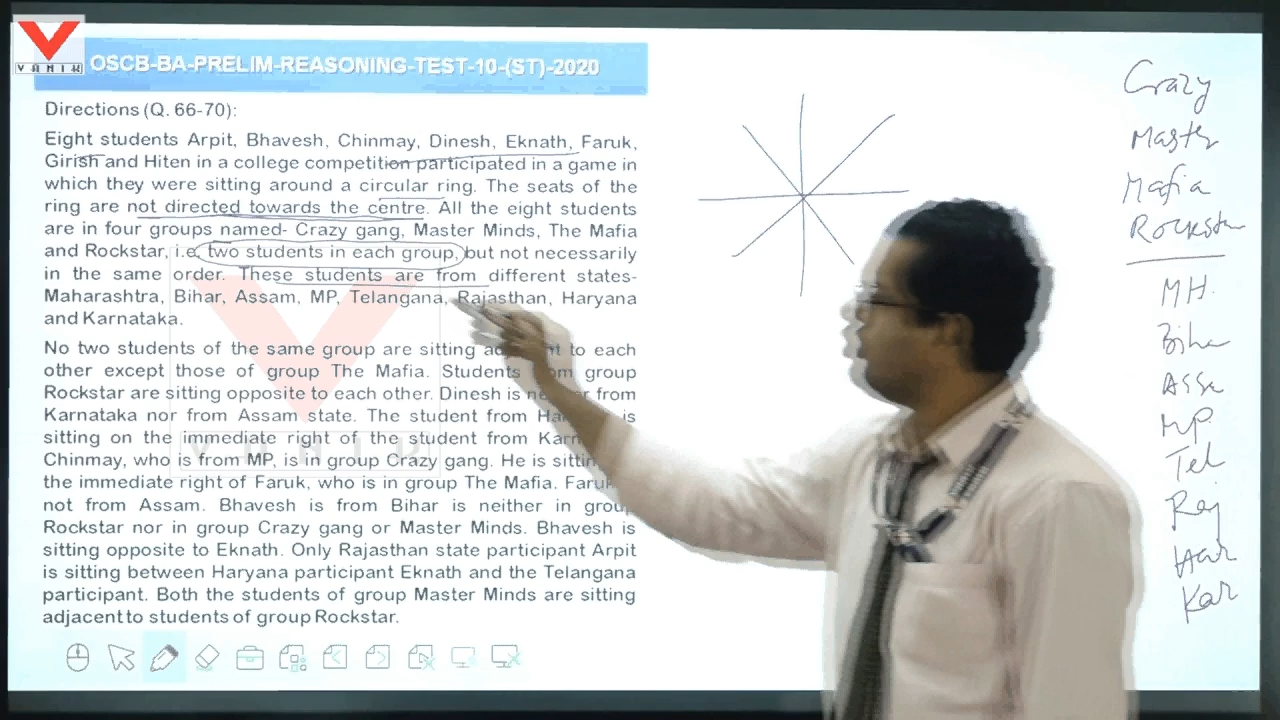 VANIK
OSCB-BA-PRELIM-REASONING-TEST-10-(ST)-2020
Directions (Q. 66-70):
Eight students Arpit, Bhavesh, Chinmay, Dinesh, Eknath, Faruk,
Girish and Hiten in a college competition participated in a game in
which they were sitting around a circular ring. The seats of the
ring are not directed towards the centre. All the eight students
are in four groups named- Crazy gang, Master Minds, The Mafia
and Rockstar, i.e. two students in each group, but not necessarily
in the same order. These students are from different states-
Maharashtra, Bihar, Assam, MP, Telangana, Rajasthan, Haryana
and Karnataka.
No two students of the same group are sitting to each
other except those of group The Mafia. Students group
Rockstar are sitting opposite to each other. Dinesh is from
Karnataka nor from Assam state. The student from is
sitting on the immediate right of the student from
Chinmay, who is from MP, is in group Crazy gang. He is
the immediate right of Faruk, who is in group The Mafia.
not from Assam. Bhavesh is from Bihar is neither in
Rockstar nor in group Crazy gang or Master Minds. Bhavesh is
sitting opposite to Eknath. Only Rajasthan state participant Arpit
is sitting between Haryana participant Eknath and the Telangana
participant. Both the students of group Master Minds are sitting
adjacent to students of group Rockstar.
Crazy
Master
Mafia
MH.
MP.
Tel
Raj
Har
Kar
VANIK